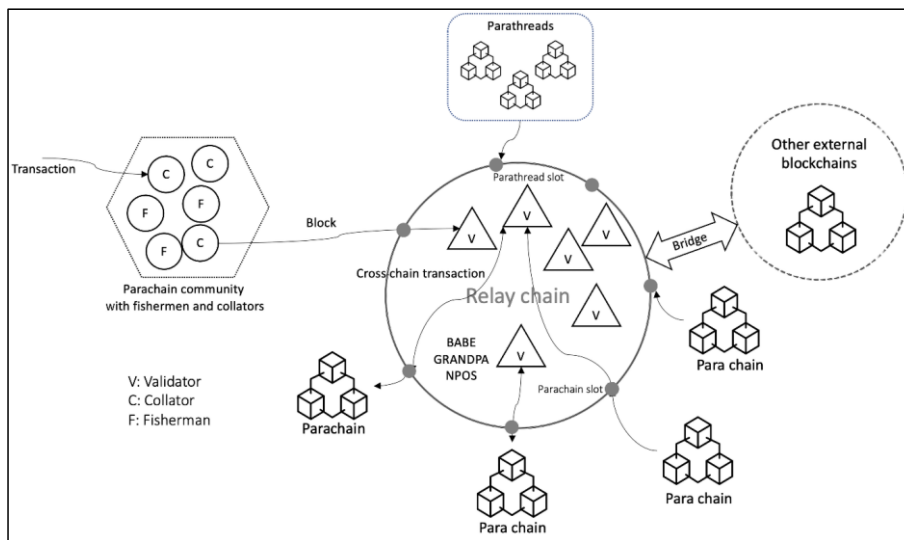 Parathreads
Other external
blockchains
Transaction
C
C
F
F
F
C
Parachain community
with fishermen and collators
Block
Parathread slot
V
V
V
V
V
V
Bridge
Cross-chain transaction
Relay chain
BABE
GRANDPA
NPOS
Parachain slot
V: Validator
C: Collator
F: Fisherman
Parachain
Para chain
Para chain
Para chain